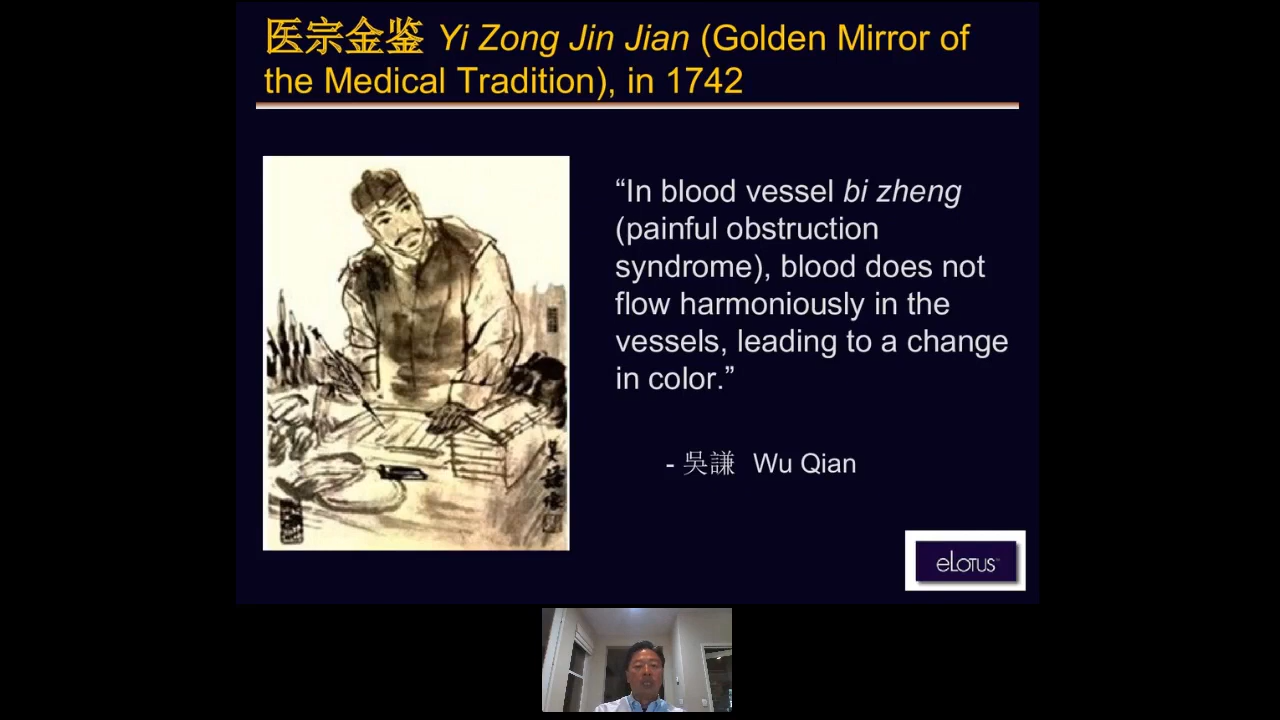 医宗金鉴 Yi Zong Jin Jian (Golden Mirror of
the Medical Tradition), in 1742
“In blood vessel bi zheng
(painful obstruction
syndrome), blood does not
flow harmoniously in the
vessels, leading to a change
in color.”
- 吳謙 Wu Qian
eLOTUS